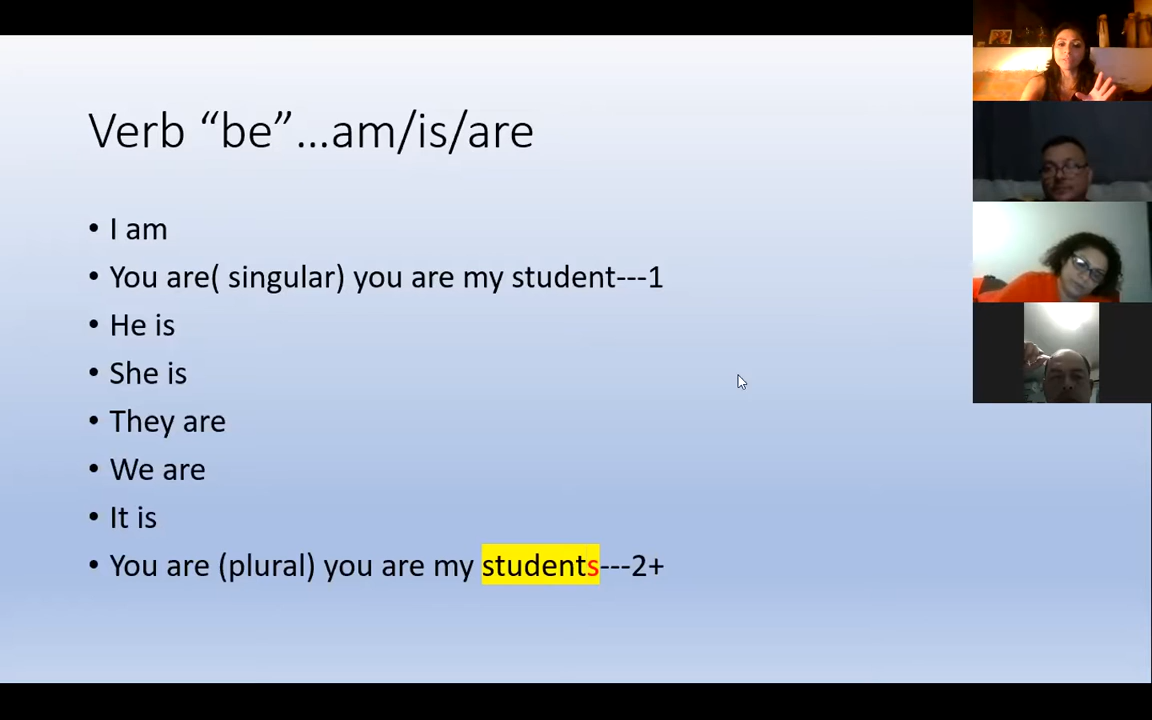 Verb “be”...am/is/are
• I am
• You are( singular) you are my student---1
• He is
• She is
• They are
• We are
• It is
• You are (plural) you are my students---2+